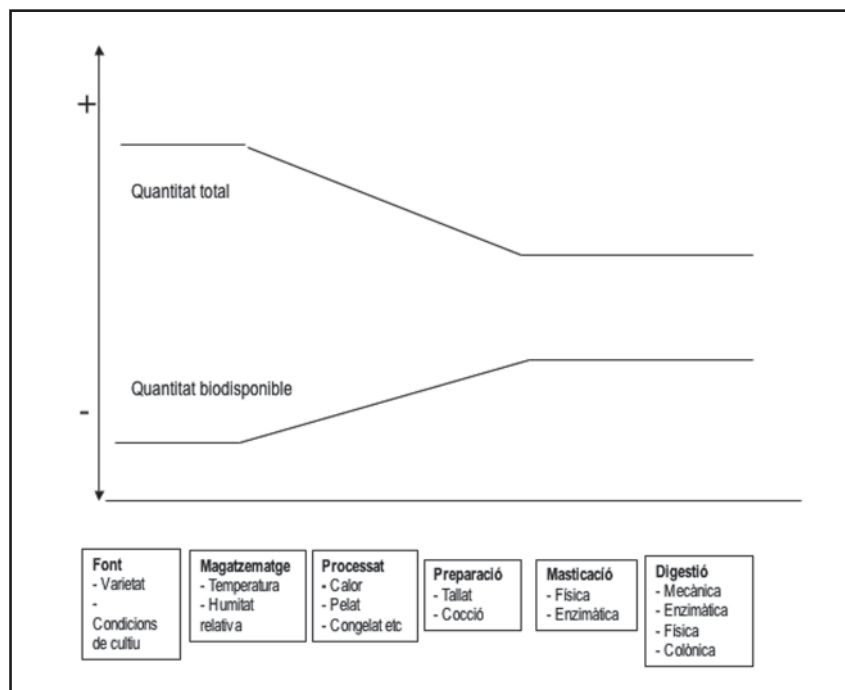 +
Quantitat total
Quantitat biodisponible
-
Font
- Varietat
-
Condicions
de cultiu
Magatzematge
- Temperatura
- Humitat
relativa
Processat
- Calor
- Pelat
- Congelat etc
Preparació
- Tallat
- Cocció
Masticació
- Física
- Enzimàtica
Digestió
- Mecànica
- Enzimàtica
- Física
- Colònica